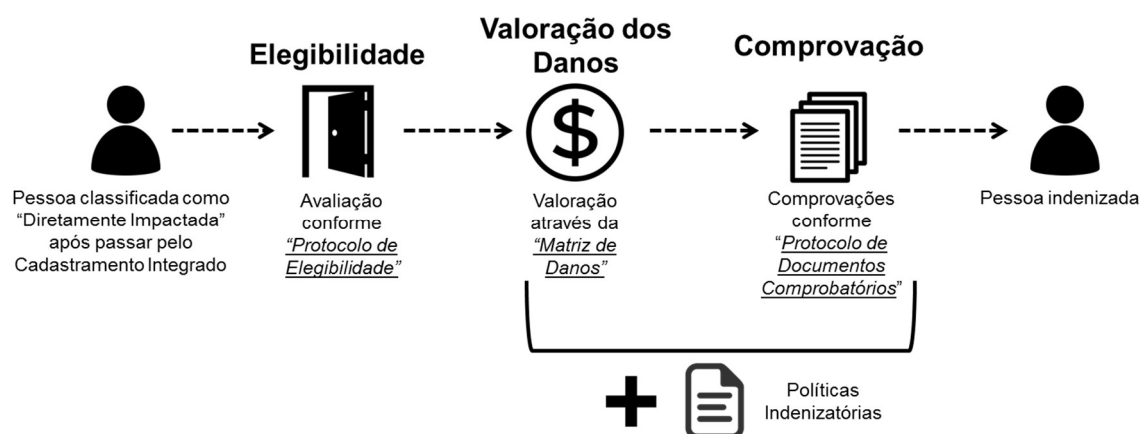 Elegibilidade
Valoração dos
Danos
Comprovação
Pessoa classificada como
“Diretamente Impactada”
após passar pelo
Cadastramento Integrado
Avaliação
conforme
“Protocolo de
Elegibilidade”
$
Valoração
através da
“Matriz de
Danos”
Comprovações
conforme
“Protocolo de
Documentos
Comprobatórios”
Pessoa indenizada
Políticas
Indenizatórias